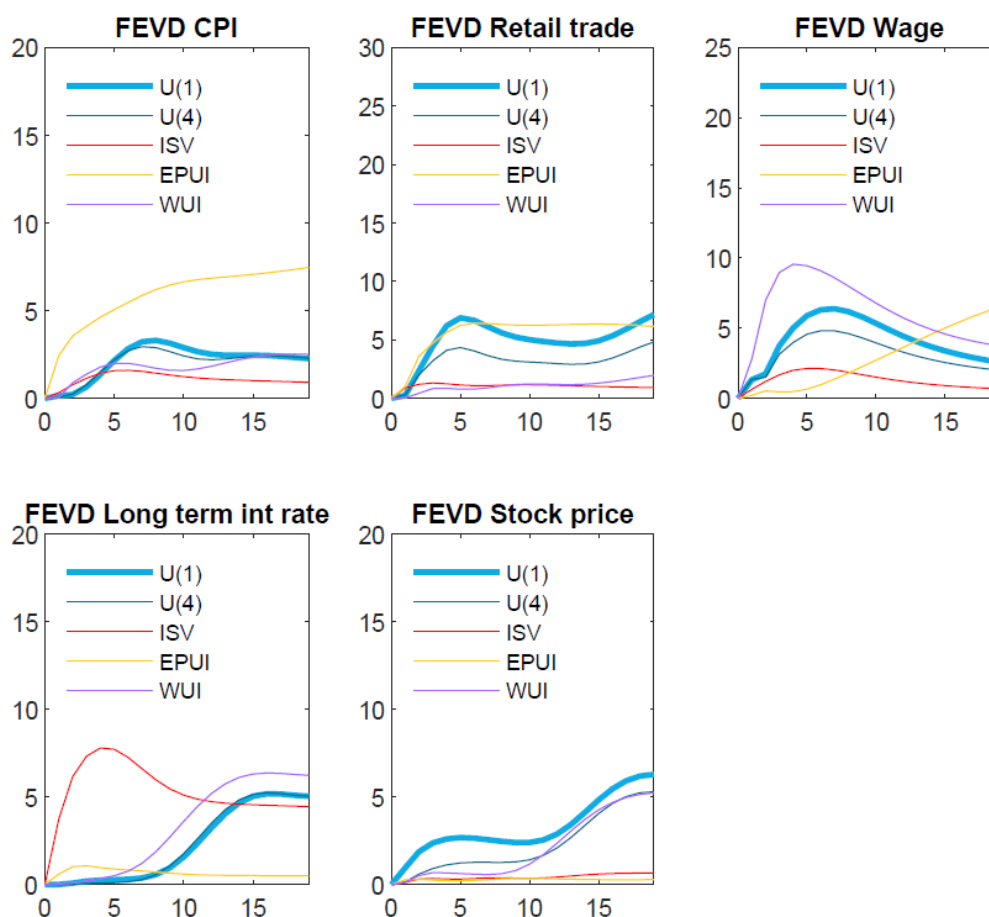 FEVD CPI
20
15
10
5
0
0 5 10 15
U(1)
U(4)
ISV
EPUI
WUI
FEVD Retail trade
30
25
20
15
10
5
0
0 5 10 15
U(1)
U(4)
ISV
EPUI
WUI
FEVD Wage
25
20
15
10
5
0
0 5 10 15
U(1)
U(4)
ISV
EPUI
WUI
FEVD Long term int rate
20
15
10
5
0
0 5 10 15
U(1)
U(4)
ISV
EPUI
WUI
FEVD Stock price
20
15
10
5
0
0 5 10 15
U(1)
U(4)
ISV
EPUI
WUI